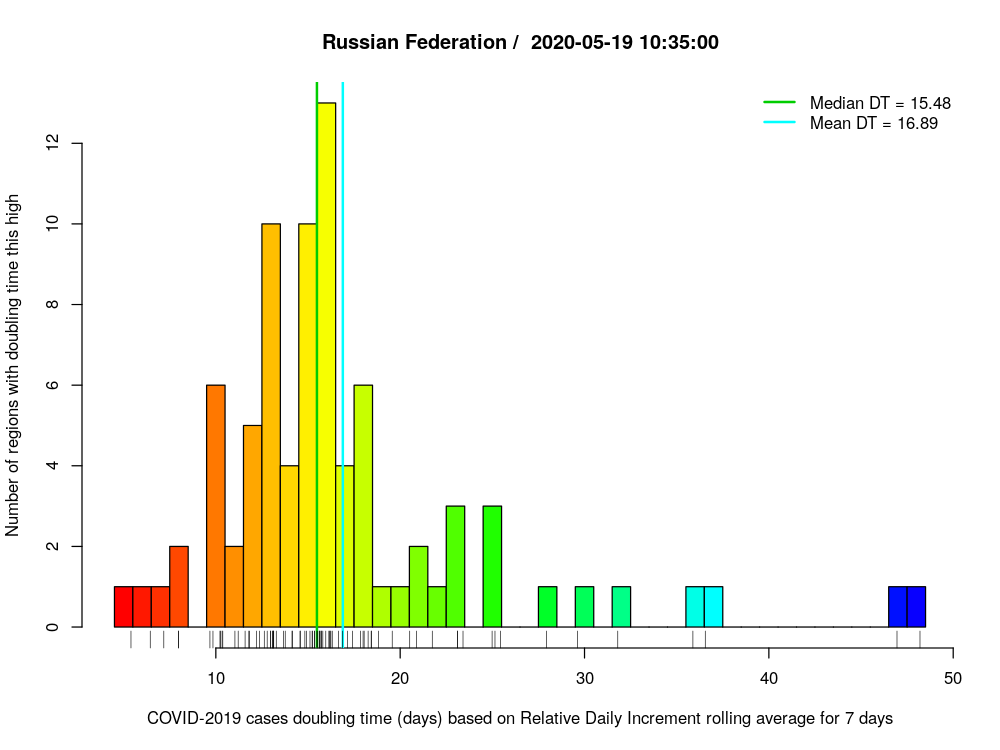 Russian Federation /  2020-05-19 10:35:00
Median DT = 15.48
Mean DT = 16.89
Number of regions with doubling time this high
12
10
8
6
4
2
0
10 20 30 40 50
COVID-2019 cases doubling time (days) based on Relative Daily Increment rolling average for 7 days